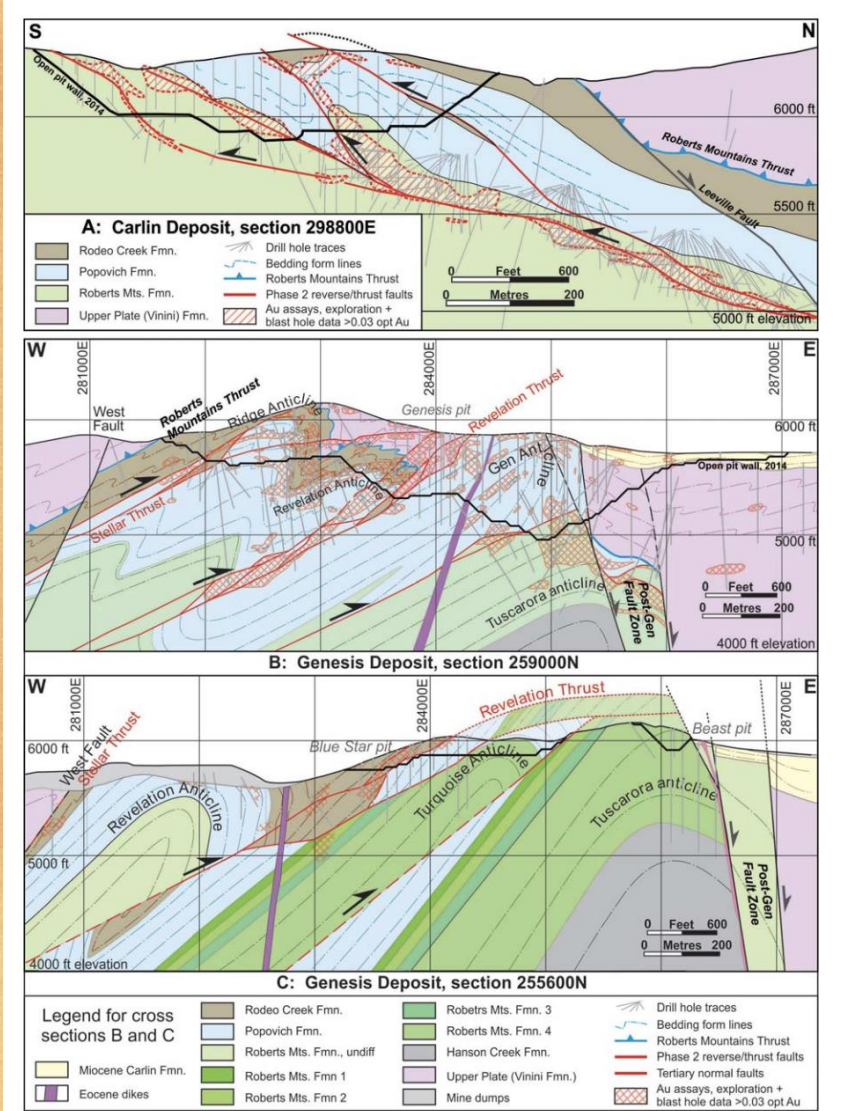 S
N
Open pit wall, 2014
6000 ft
Roberts Mountains Thrust
Leeville Fault
5500 ft
A: Carlin Deposit, section 298800E
Rodeo Creek Fmn.
Popovich Fmn.
Roberts Mts. Fmn.
Upper Plate (Vinini) Fmn.
Drill hole traces
Bedding form lines
Roberts Mountains Thrust
Phase 2 reverse/thrust faults
Au assays, exploration +
blast hole data >0.03 opt Au
0 Feet 600
0 Metres 200
5000 ft elevation
W
E
281000E
284000E
287000E
West
Fault
Roberts
Mountains Thrust
Ridge Anticline
Genesis pit
Revelation Thrust
6000 ft
Gen Anticline
Open pit wall, 2014
Stellar Thrust
Revelation Anticline
5000 ft
Tuscarora anticline
Post-Gen
Fault Zone
0 Feet 600
0 Metres 200
4000 ft elevation
B: Genesis Deposit, section 259000N
W
E
281000E
284000E
287000E
Revelation Thrust
6000 ft
West Fault
Stellar Thrust
Blue Star pit
Beast pit
Revelation Anticline
Turquoise Anticline
Tuscarora anticline
5000 ft
Post-Gen
Fault Zone
0 Feet 600
0 Metres 200
4000 ft elevation
C: Genesis Deposit, section 255600N
Legend for cross
sections B and C
Miocene Carlin Fmn.
Eocene dikes
Rodeo Creek Fmn.
Popovich Fmn.
Roberts Mts. Fmn., undiff
Roberts Mts. Fmn 1
Roberts Mts. Fmn 2
Robetrs Mts. Fmn. 3
Roberts Mts. Fmn. 4
Hanson Creek Fmn.
Upper Plate (Vinini Fmn.)
Mine dumps
Drill hole traces
Bedding form lines
Roberts Mountains Thrust
Phase 2 reverse/thrust faults
Tertiary normal faults
Au assays, exploration +
blast hole data >0.03 opt Au